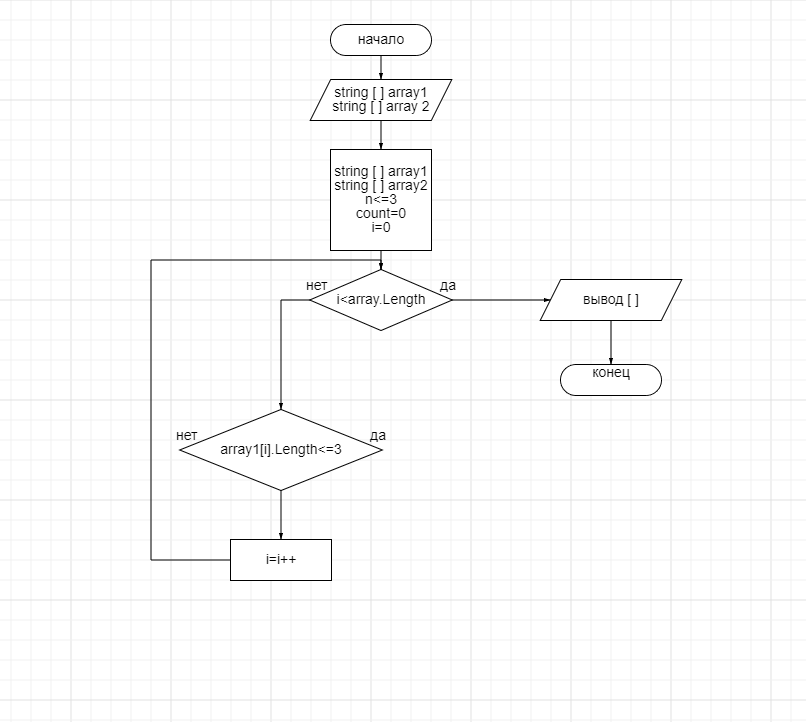 начало
string [ ] array1
string [ ] array 2
string [ ] array1
string [ ] array2
n<=3
count=0
i=0
нет
да
i<array.Length
вывод [ ]
конец
нет
да
array1[i].Length<=3
i=i++